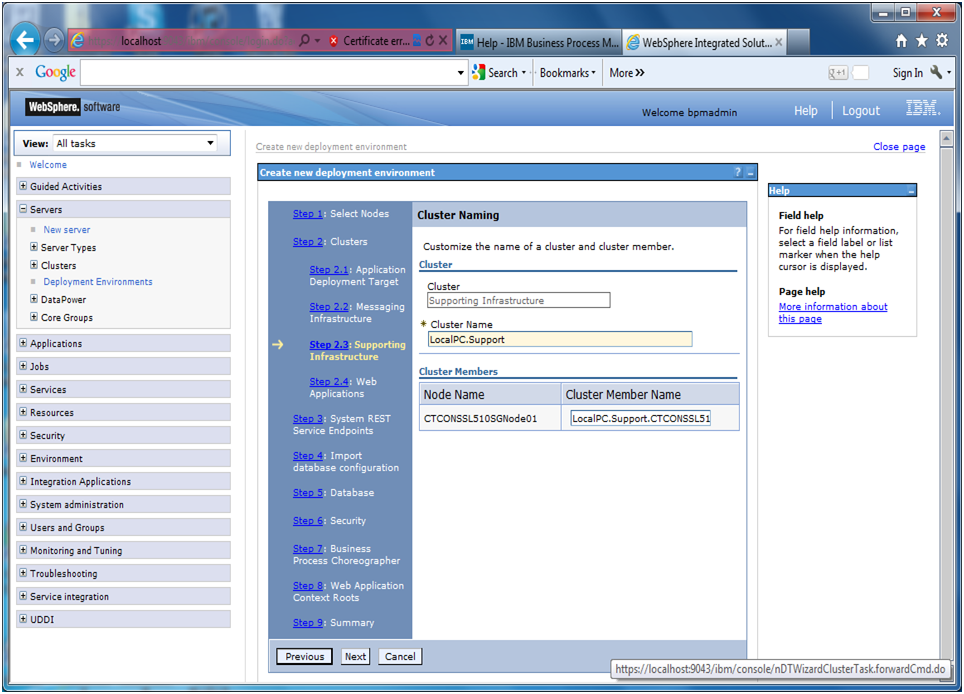 localhost
Certificate err...
IBM Help - IBM Business Process M...
WebSphere Integrated Solut...
x Google
Search
Bookmarks
More »
+1
Sign In
WebSphere. software
Welcome bpmadmin
Help
Logout
IBM.
View: All tasks
Welcome
Guided Activities
Servers
New server
Server Types
Clusters
Deployment Environments
DataPower
Core Groups
Applications
Jobs
Services
Resources
Security
Environment
Integration Applications
System administration
Users and Groups
Monitoring and Tuning
Troubleshooting
Service integration
UDDI
Create new deployment environment
Close page
Create new deployment environment
? _
Step 1: Select Nodes
Step 2: Clusters
Step 2.1: Application
Deployment Target
Step 2.2: Messaging
Infrastructure
Step 2.3: Supporting
Infrastructure
Step 2.4: Web
Applications
Step 3: System REST
Service Endpoints
Step 4: Import
database configuration
Step 5: Database
Step 6: Security
Step 7: Business
Process Choreographer
Step 8: Web Application
Context Roots
Step 9: Summary
Cluster Naming
Customize the name of a cluster and cluster member.
Cluster
Cluster
Supporting Infrastructure
* Cluster Name
LocalPC.Support
Cluster Members
Node Name
Cluster Member Name
CTCONSSL510SGNode01
LocalPC.Support.CTCONSSL51
Previous
Next
Cancel
Help
Field help
For field help information,
select a field label or list
marker when the help
cursor is displayed.
Page help
More information about
this page
https://localhost:9043/ibm/console/nDTWizardClusterTask.forwardCmd.do